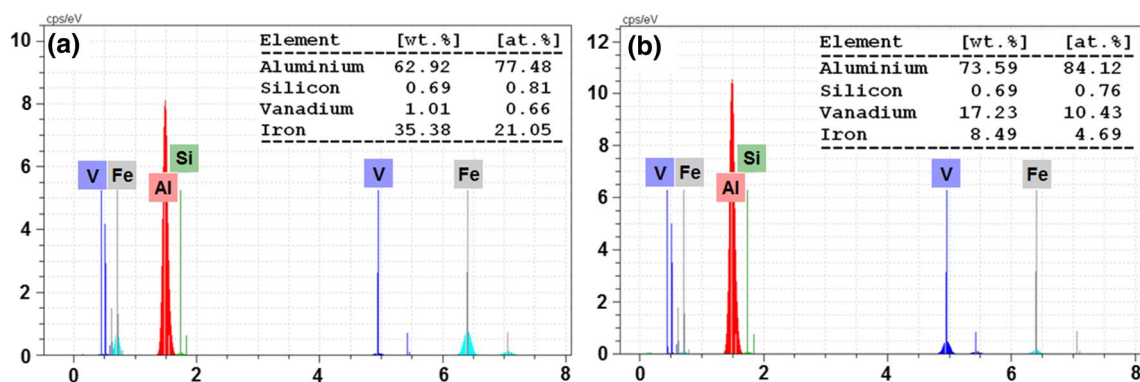 cps/eV
(a)
Element [wt.%] [at.%]
Aluminium 62.92 77.48
Silicon 0.69 0.81
Vanadium 1.01 0.66
Iron 35.38 21.05
10
8
6
4
2
0
V Fe Al Si V Fe
0 2 4 6 8
cps/eV
(b)
Element [wt.%] [at.%]
Aluminium 73.59 84.12
Silicon 0.69 0.76
Vanadium 17.23 10.43
Iron 8.49 4.69
12
10
8
6
4
2
0
V Fe Al Si V Fe
0 2 4 6 8